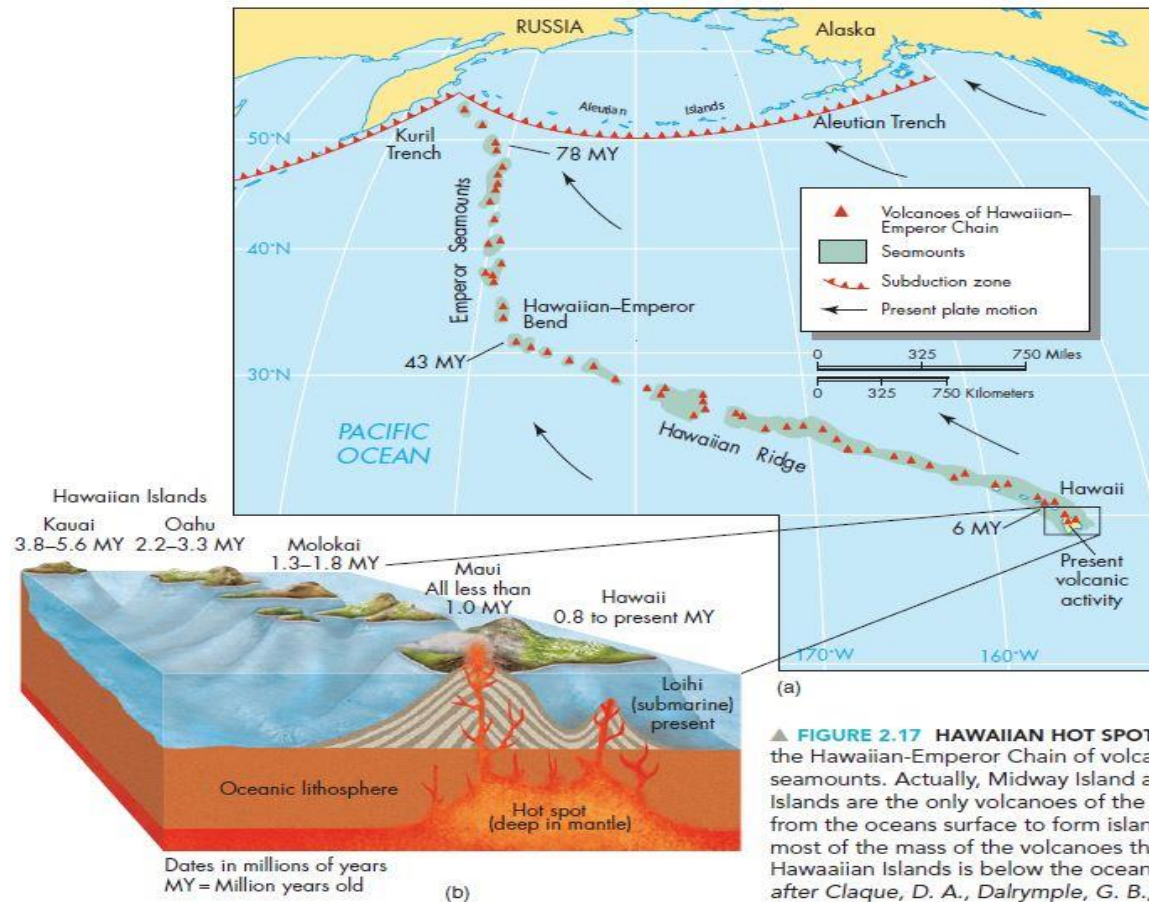 RUSSIA
Alaska
Aleutian Islands
Aleutian Trench
50°N
Kuril
Trench
78 MY
Emperor Seamounts
40°N
Hawaiian–Emperor
Bend
43 MY
30°N
Volcanoes of Hawaiian–
Emperor Chain
Seamounts
Subduction zone
Present plate motion
0 325 750 Miles
0 325 750 Kilometers
PACIFIC
OCEAN
Hawaiian Ridge
Hawaii
6 MY
Present
volcanic
activity
170°W
160°W
(a)
Hawaiian Islands
Kauai
3.8–5.6 MY
Oahu
2.2–3.3 MY
Molokai
1.3–1.8 MY
Maui
All less than
1.0 MY
Hawaii
0.8 to present MY
Loihi
(submarine)
present
Oceanic lithosphere
Hot spot
(deep in mantle)
Dates in millions of years
MY = Million years old
(b)
▲ FIGURE 2.17 HAWAIIAN HOT SPOT
the Hawaiian-Emperor Chain of volca
seamounts. Actually, Midway Island a
Islands are the only volcanoes of the
from the oceans surface to form islan
most of the mass of the volcanoes th
Hawaaiian Islands is below the ocean
after Claque, D. A., Dalrymple, G. B.,